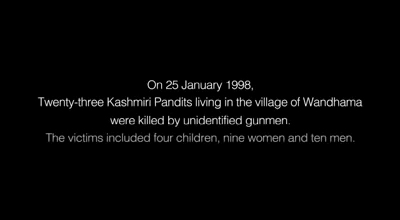 On 25 January 1998,
Twenty-three Kashmiri Pandits living in the village of Wandhama
were killed by unidentified gunmen.
The victims included four children, nine women and ten men.